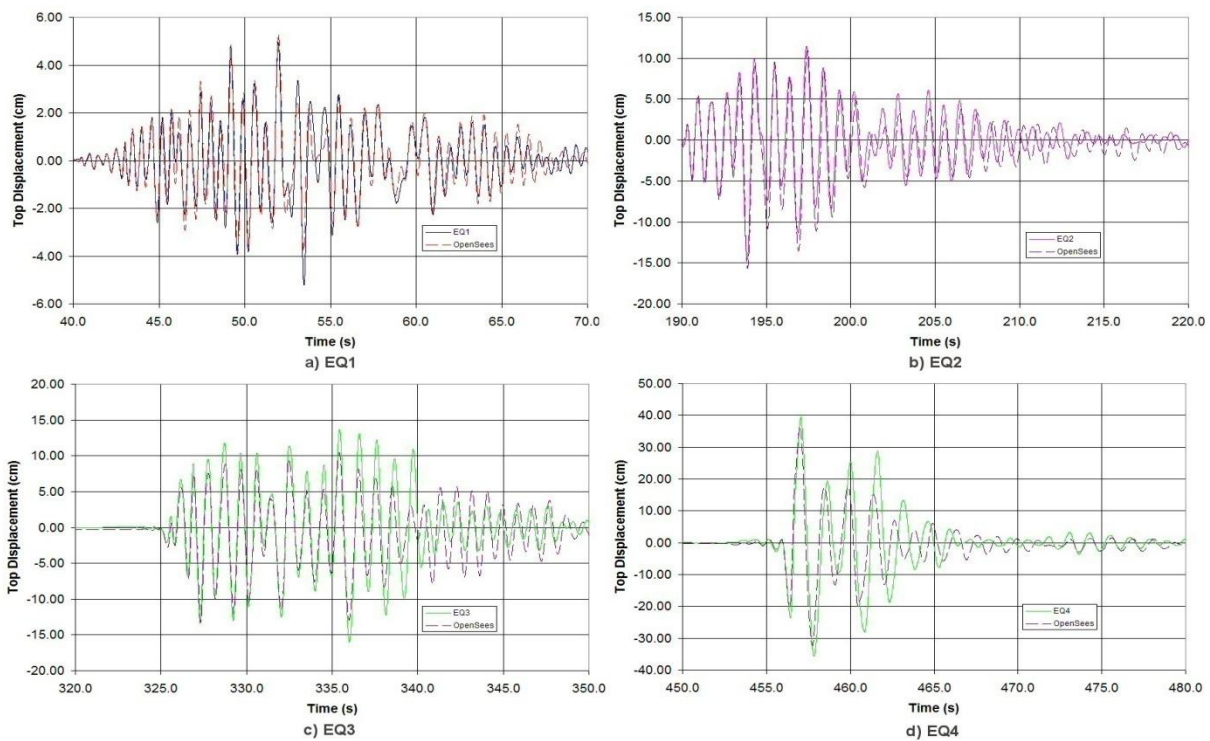 6.00
4.00
2.00
0.00
-2.00
-4.00
-6.00
Top Displacement (cm)
EQ1
OpenSees
40.0 45.0 50.0 55.0 60.0 65.0 70.0
Time (s)
a) EQ1
15.00
10.00
5.00
0.00
-5.00
-10.00
-15.00
-20.00
Top Displacement (cm)
EQ2
OpenSees
190.0 195.0 200.0 205.0 210.0 215.0 220.0
Time (s)
b) EQ2
20.00
15.00
10.00
5.00
0.00
-5.00
-10.00
-15.00
-20.00
Top DIsplacement (cm)
EQ3
OpenSees
320.0 325.0 330.0 335.0 340.0 345.0 350.0
Time (s)
c) EQ3
50.00
40.00
30.00
20.00
10.00
0.00
-10.00
-20.00
-30.00
-40.00
Top DIsplacement (cm)
EQ4
OpenSees
450.0 455.0 460.0 465.0 470.0 475.0 480.0
Time (s)
d) EQ4